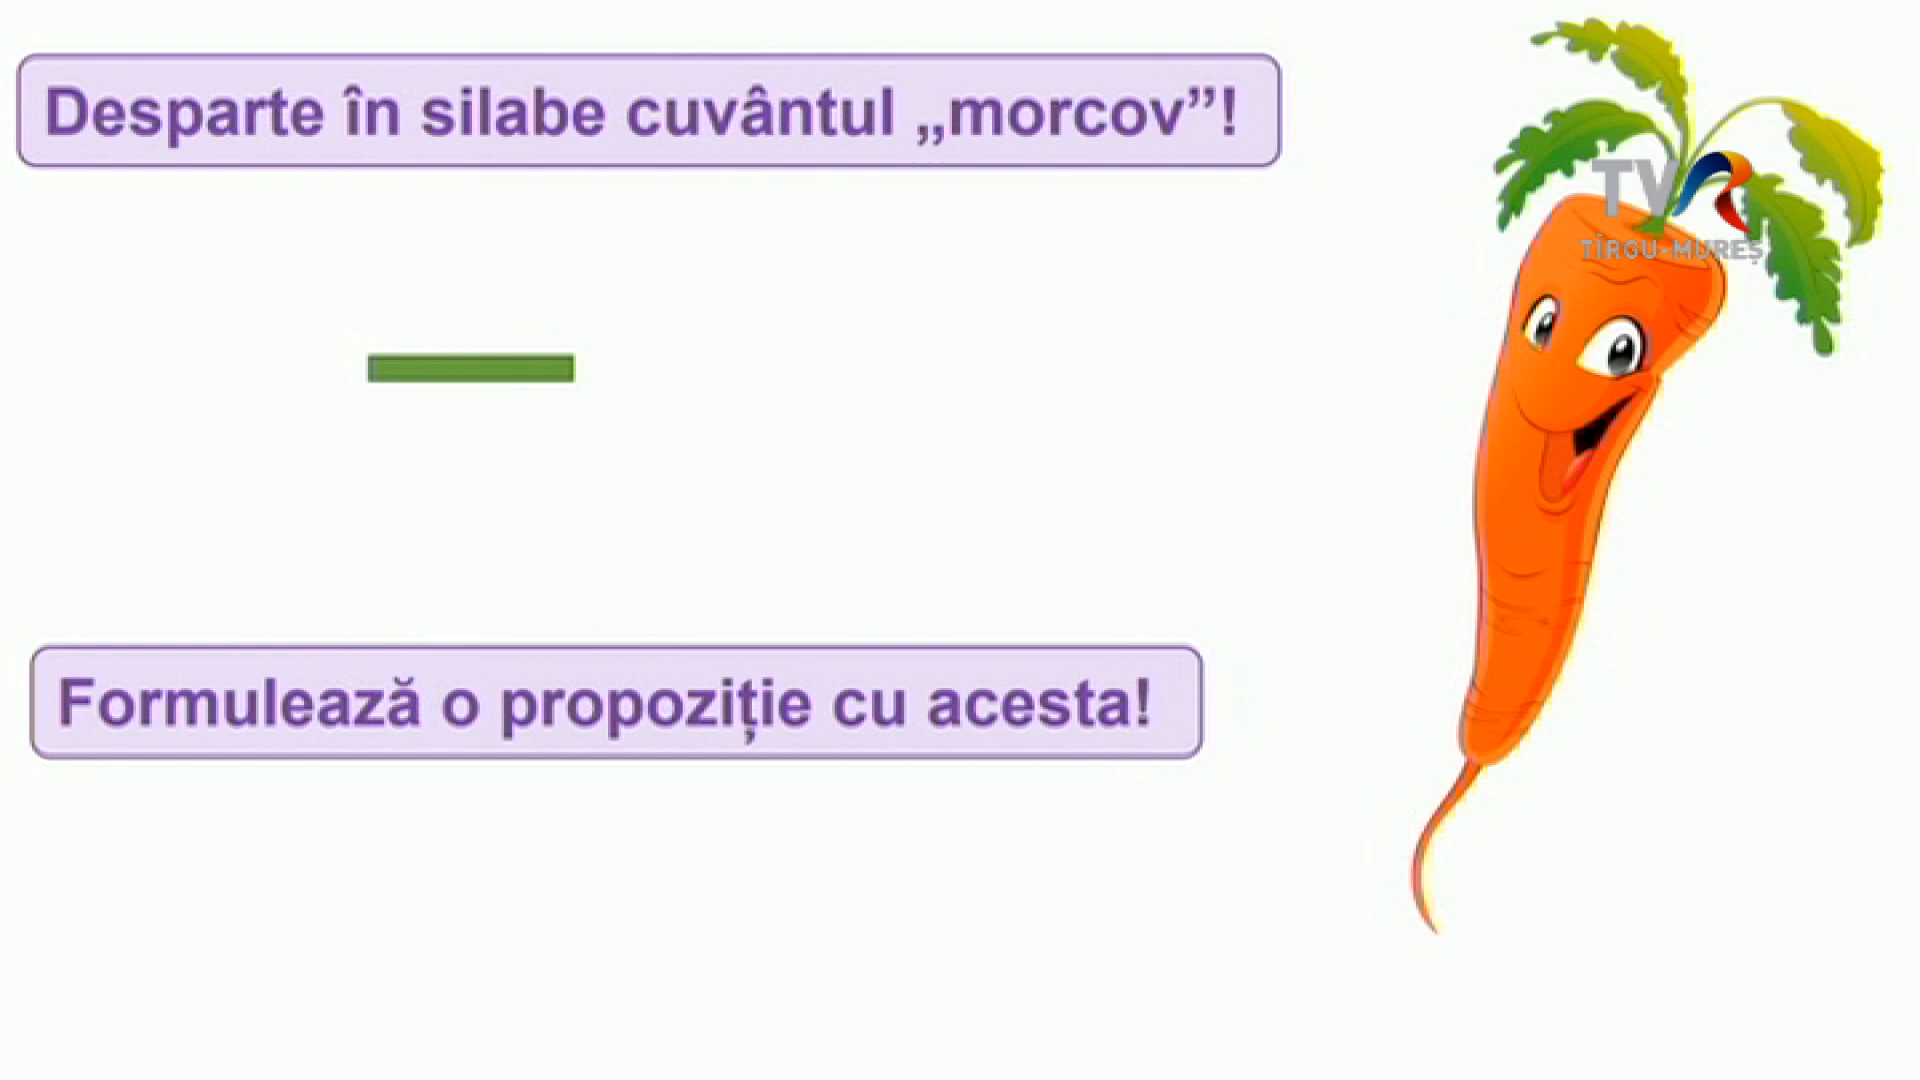 Desparte în silabe cuvântul „morcov”!
TVR
TÎRGU-MUREȘ
Formulează o propoziție cu acesta!